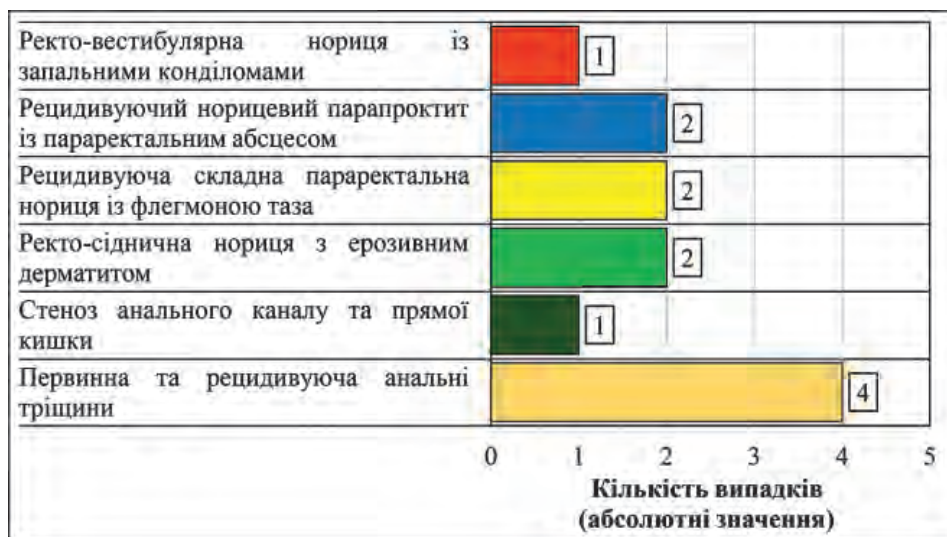 Ректо-вестибулярна нориця із
запальними конділомами
1
Рецидивуючий норицевий парапроктит
із параректальним абсцесом
2
Рецидивуюча складна параректальна
нориця із флегмоною таза
2
Ректо-сіднична нориця з ерозивним
дерматитом
2
Стеноз анального каналу та прямої
кишки
1
Первинна та рецидивуюча анальні
тріщини
4
0 1 2 3 4 5
Кількість випадків
(абсолютні значення)